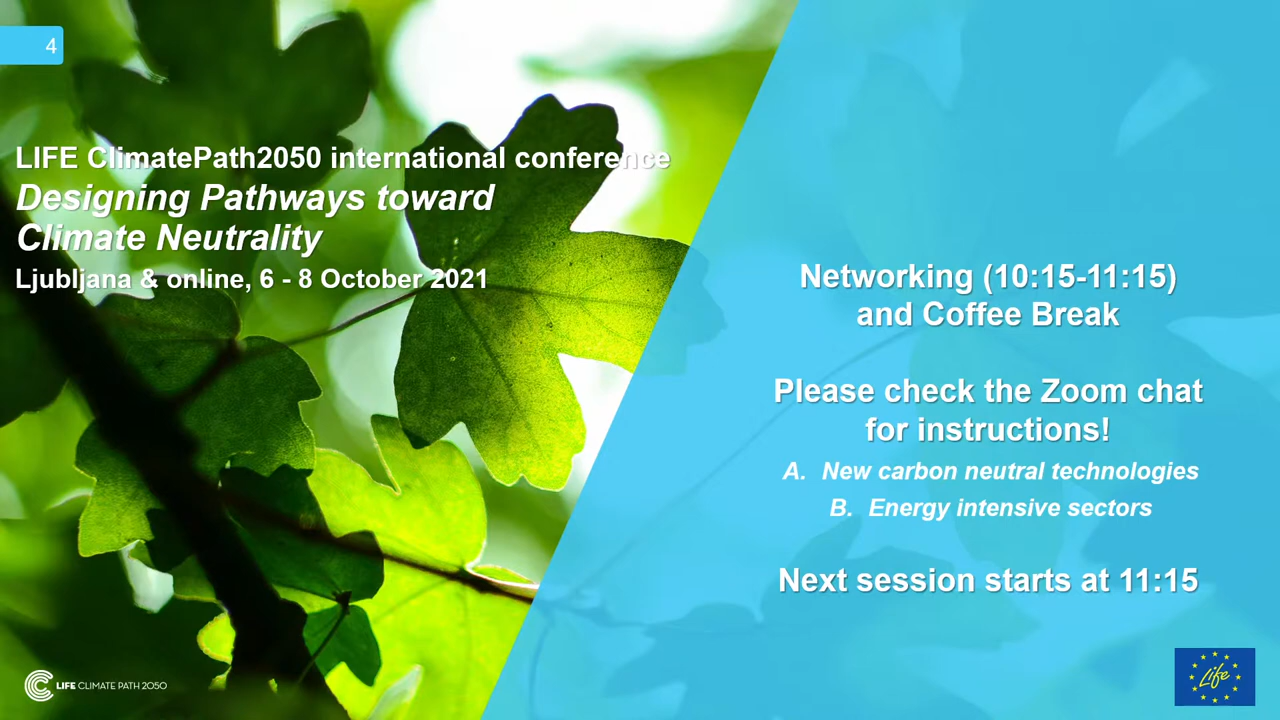 4
LIFE ClimatePath2050 international conference
Designing Pathways toward
Climate Neutrality
Ljubljana & online, 6 - 8 October 2021
Networking (10:15-11:15)
and Coffee Break
Please check the Zoom chat
for instructions!
A. New carbon neutral technologies
B. Energy intensive sectors
Next session starts at 11:15
LIFE CLIMATE PATH 2050
Life